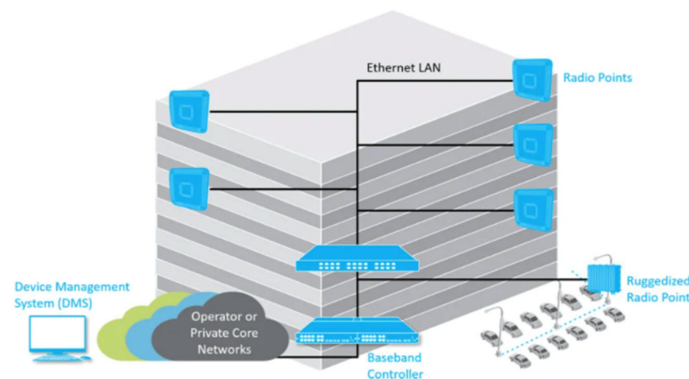 Ethernet LAN
Radio Points
Device Management
System (DMS)
Operator or
Private Core
Networks
Ruggedized
Radio Point
Baseband
Controller